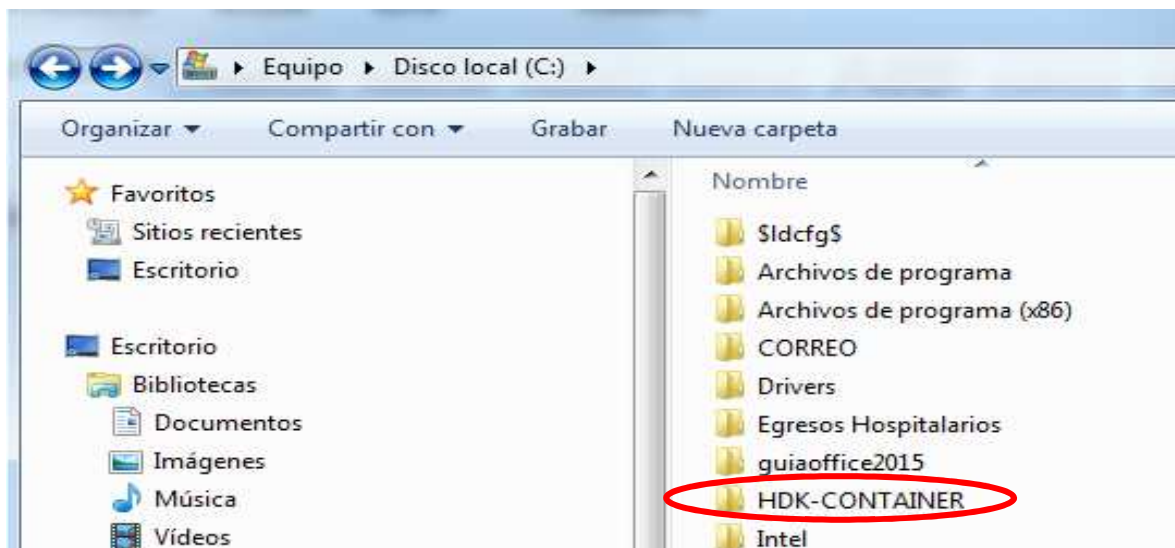 Equipo Disco local (C:)
Organizar Compartir con Grabar Nueva carpeta
Favoritos
Sitios recientes
Escritorio
Escritorio
Bibliotecas
Documentos
Imágenes
Música
Vídeos
Nombre
$ldcfg$
Archivos de programa
Archivos de programa (x86)
CORREO
Drivers
Egresos Hospitalarios
guiaoffice2015
HDK-CONTAINER
Intel